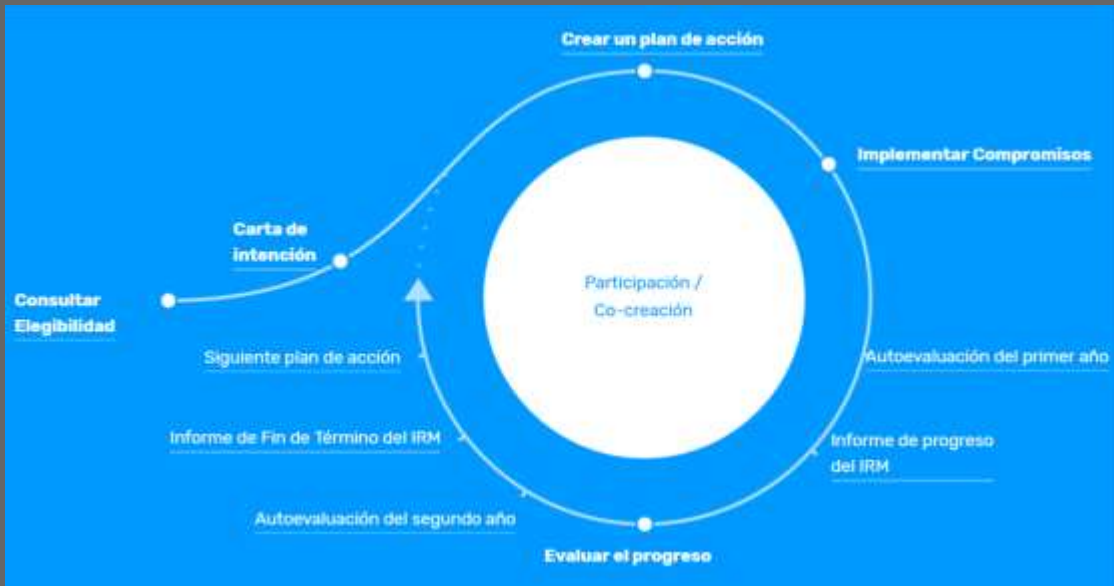 Crear un plan de acción
Implementar Compromisos
Carta de
intención
Consultar
Elegibilidad
Participación /
Co-creación
Siguiente plan de acción
Autoevaluación del primer año
Informe de Fin de Término del IRM
Informe de progreso
del IRM
Autoevaluación del segundo año
Evaluar el progreso